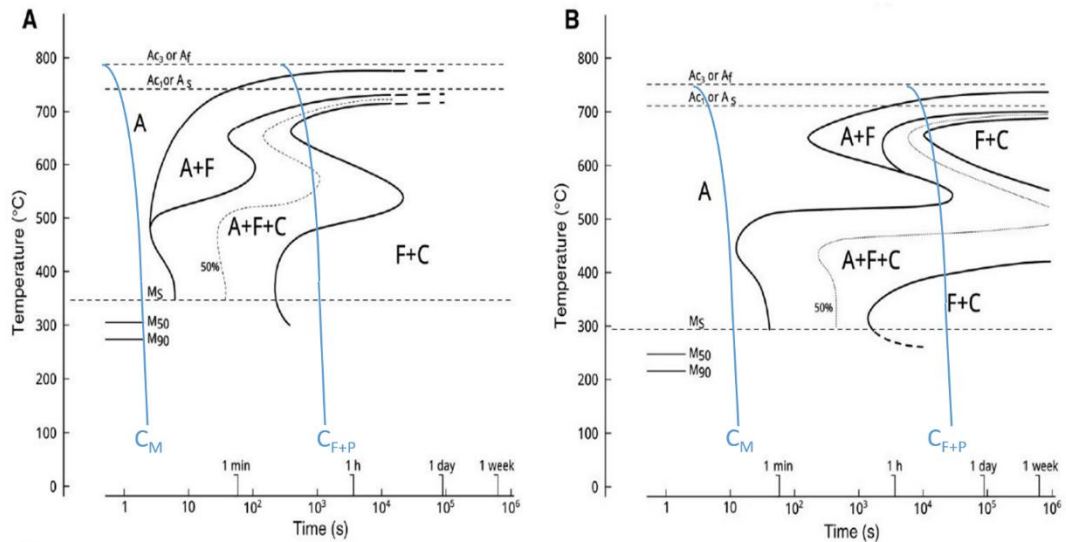 A
800
700
600
500
400
300
200
100
0
Temperature (°C)
Ac3 or Af
Ac1 or As
A
A+F
A+F+C
F+C
50%
Ms
M50
M90
CM
CF+P
1 min
1 h
1 day
1 week
1
10
10²
10³
10⁴
10⁵
10⁶
Time (s)
B
800
700
600
500
400
300
200
100
0
Temperature (°C)
Ac3 or Af
Ac1 or As
A
A+F
F+C
A+F+C
50%
F+C
Ms
M50
M90
CM
CF+P
1 min
1 h
1 day
1 week
1
10
10²
10³
10⁴
10⁵
10⁶
Time (s)